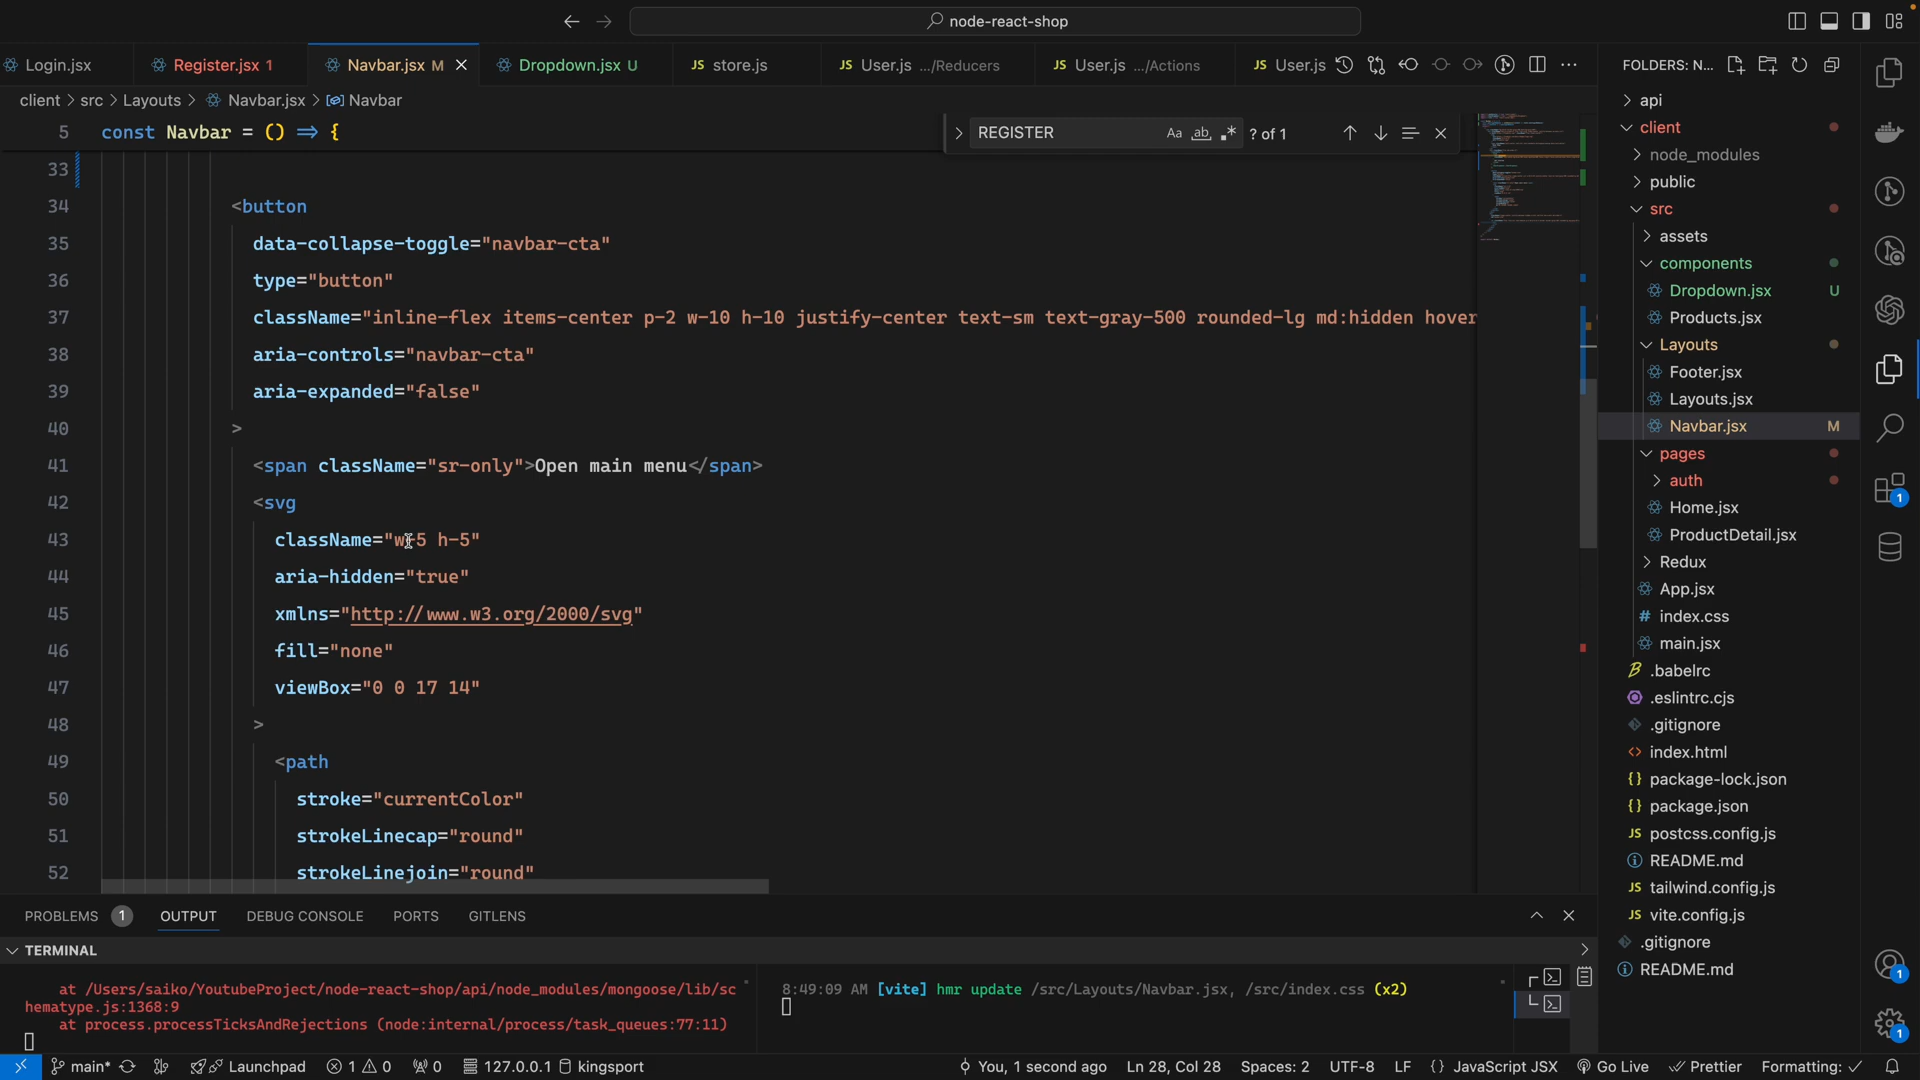 node-react-shop
Login.jsx
Register.jsx 1
Navbar.jsx M
Dropdown.jsx U
JS store.js
JS User.js .../Reducers
JS User.js .../Actions
JS User.js
FOLDERS: N...
client > src > Layouts > Navbar.jsx > Navbar
5 const Navbar = () => {
REGISTER
Aa ab ? of 1
33
34 <button
35 data-collapse-toggle="navbar-cta"
36 type="button"
37 className="inline-flex items-center p-2 w-10 h-10 justify-center text-sm text-gray-500 rounded-lg md:hidden hover
38 aria-controls="navbar-cta"
39 aria-expanded="false"
40 >
41 <span className="sr-only">Open main menu</span>
42 <svg
43 className="w-5 h-5"
44 aria-hidden="true"
45 xmlns="http://www.w3.org/2000/svg"
46 fill="none"
47 viewBox="0 0 17 14"
48 >
49 <path
50 stroke="currentColor"
51 strokeLinecap="round"
52 strokeLinejoin="round"
api
client
node_modules
public
src
assets
components
Dropdown.jsx U
Products.jsx
Layouts
Footer.jsx
Layouts.jsx
Navbar.jsx M
pages
auth
Home.jsx
ProductDetail.jsx
Redux
App.jsx
# index.css
main.jsx
.babelrc
.eslintrc.cjs
.gitignore
<> index.html
{} package-lock.json
{} package.json
JS postcss.config.js
README.md
JS tailwind.config.js
JS vite.config.js
.gitignore
README.md
1
1
1
PROBLEMS 1 OUTPUT DEBUG CONSOLE PORTS GITLENS
TERMINAL
at /Users/saiko/YoutubeProject/node-react-shop/api/node_modules/mongoose/lib/sc
hematype.js:1368:9
at process.processTicksAndRejections (node:internal/process/task_queues:77:11)
8:49:09 AM [vite] hmr update /src/Layouts/Navbar.jsx, /src/index.css (x2)
main* Launchpad 1 0 0 127.0.0.1 kingsport You, 1 second ago Ln 28, Col 28 Spaces: 2 UTF-8 LF {} JavaScript JSX Go Live Prettier Formatting: